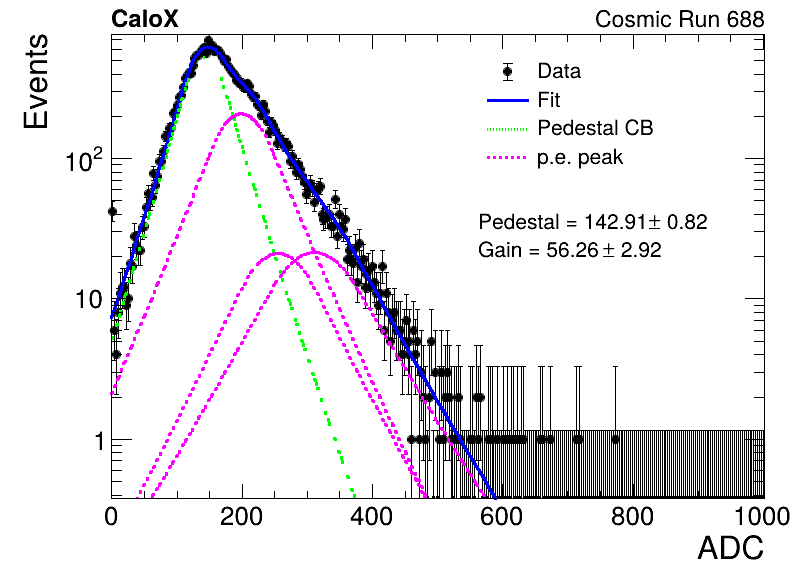 CaloX Cosmic Run 688
Events
Data
Fit
Pedestal CB
p.e. peak
Pedestal = 142.91± 0.82
Gain = 56.26 ± 2.92
10²
10
1
0 200 400 600 800 1000
ADC